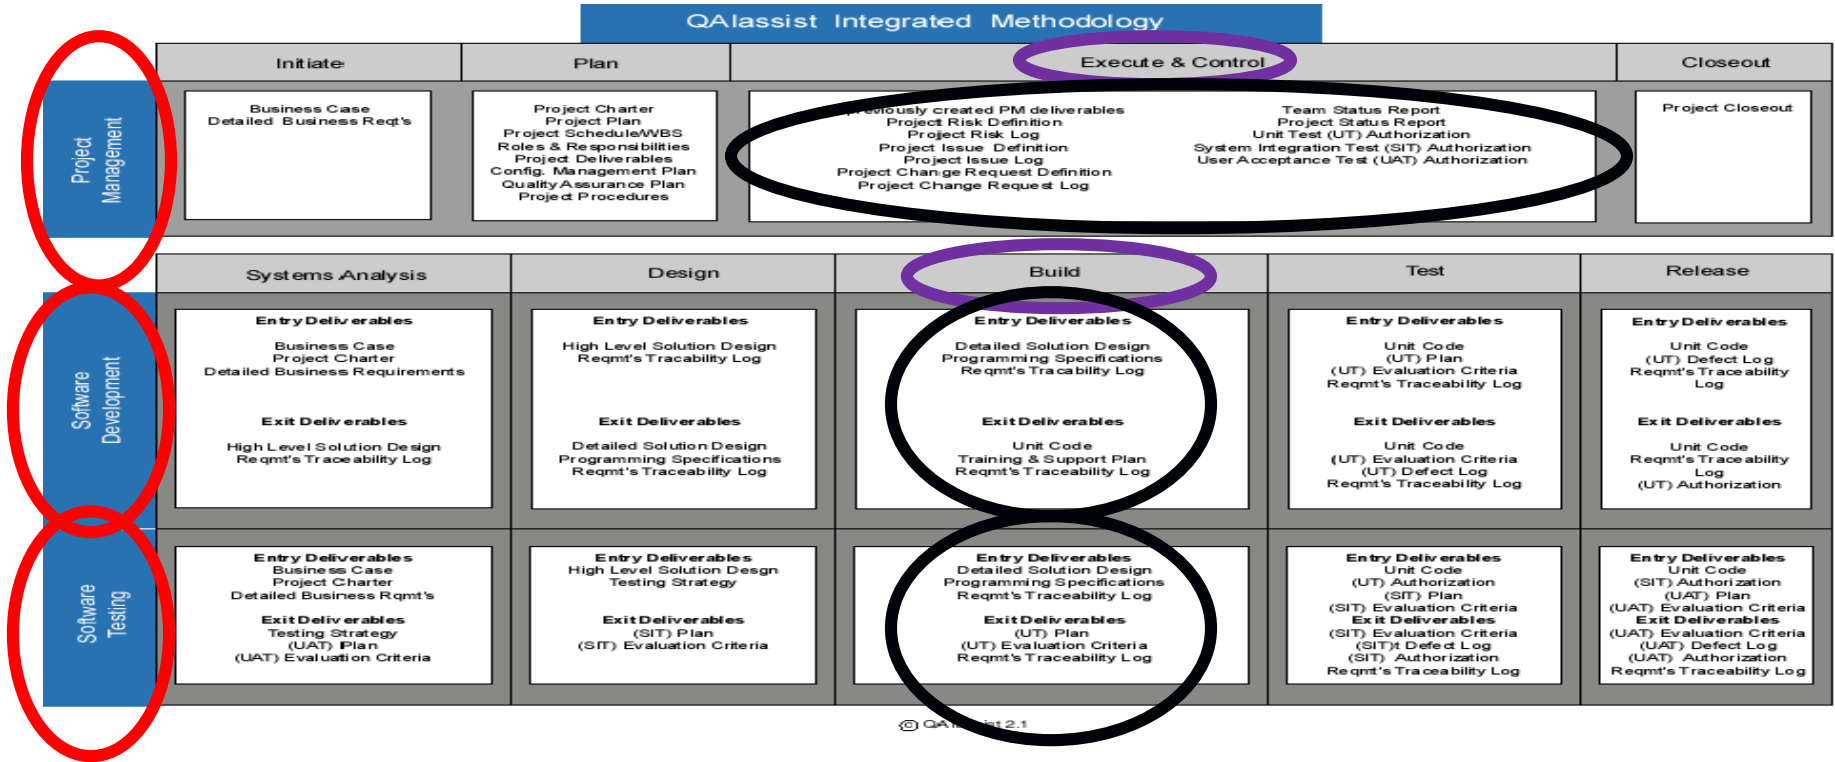 QAIassist Integrated Methodology
Initiate
Plan
Execute & Control
Closeout
Project
Management
Business Case
Detailed Business Reqt's
Project Charter
Project Plan
Project Schedule/WBS
Roles & Responsibilities
Project Deliverables
Config. Management Plan
Quality Assurance Plan
Project Procedures
created PM deliverables
Project Risk Definition
Project Risk Log
Project Issue Definition
Project Issue Log
Project Change Request Definition
Project Change Request Log
Team Status Report
Project Status Report
Unit Test (UT) Authorization
System Integration Test (SIT) Authorization
User Acceptance Test (UAT) Authorization
Project Closeout
Systems Analysis
Design
Build
Test
Release
Software
Development
Entry Deliverables
Business Case
Project Charter
Detailed Business Requirements
Exit Deliverables
High Level Solution Design
Reqmt's Traceability Log
Entry Deliverables
High Level Solution Design
Reqmt's Tracability Log
Exit Deliverables
Detailed Solution Design
Programming Specifications
Reqmt's Traceability Log
Entry Deliverables
Detailed Solution Design
Programming Specifications
Reqmt's Tracability Log
Exit Deliverables
Unit Code
Training & Support Plan
Reqmt's Traceability Log
Entry Deliverables
Unit Code
(UT) Plan
(UT) Evaluation Criteria
Reqmt's Traceability Log
Exit Deliverables
Unit Code
(UT) Evaluation Criteria
(UT) Defect Log
Reqmt's Traceability Log
Entry Deliverables
Unit Code
(UT) Defect Log
Reqmt's Traceability
Log
Exit Deliverables
Unit Code
Reqmt's Traceability
Log
(UT) Authorization
Software
Testing
Entry Deliverables
Business Case
Project Charter
Detailed Business Rqmt's
Exit Deliverables
Testing Strategy
(UAT) Plan
(UAT) Evaluation Criteria
Entry Deliverables
High Level Solution Desgn
Testing Strategy
Exit Deliverables
(SIT) Plan
(SIT) Evaluation Criteria
Entry Deliverables
Detailed Solution Design
Programming Specifications
Reqmt's Traceability Log
Exit Deliverables
(UT) Plan
(UT) Evaluation Criteria
Reqmt's Traceability Log
Entry Deliverables
Unit Code
(UT) Authorization
(SIT) Plan
(SIT) Evaluation Criteria
Exit Deliverables
(SIT) Evaluation Criteria
(SIT)t Defect Log
(SIT) Authorization
Reqmt's Traceability Log
Entry Deliverables
Unit Code
(SIT) Authorization
(UAT) Plan
(UAT) Evaluation Criteria
Exit Deliverables
(UAT) Evaluation Criteria
(UAT) Defect Log
(UAT) Authorization
Reqmt's Traceability Log
© 2.1